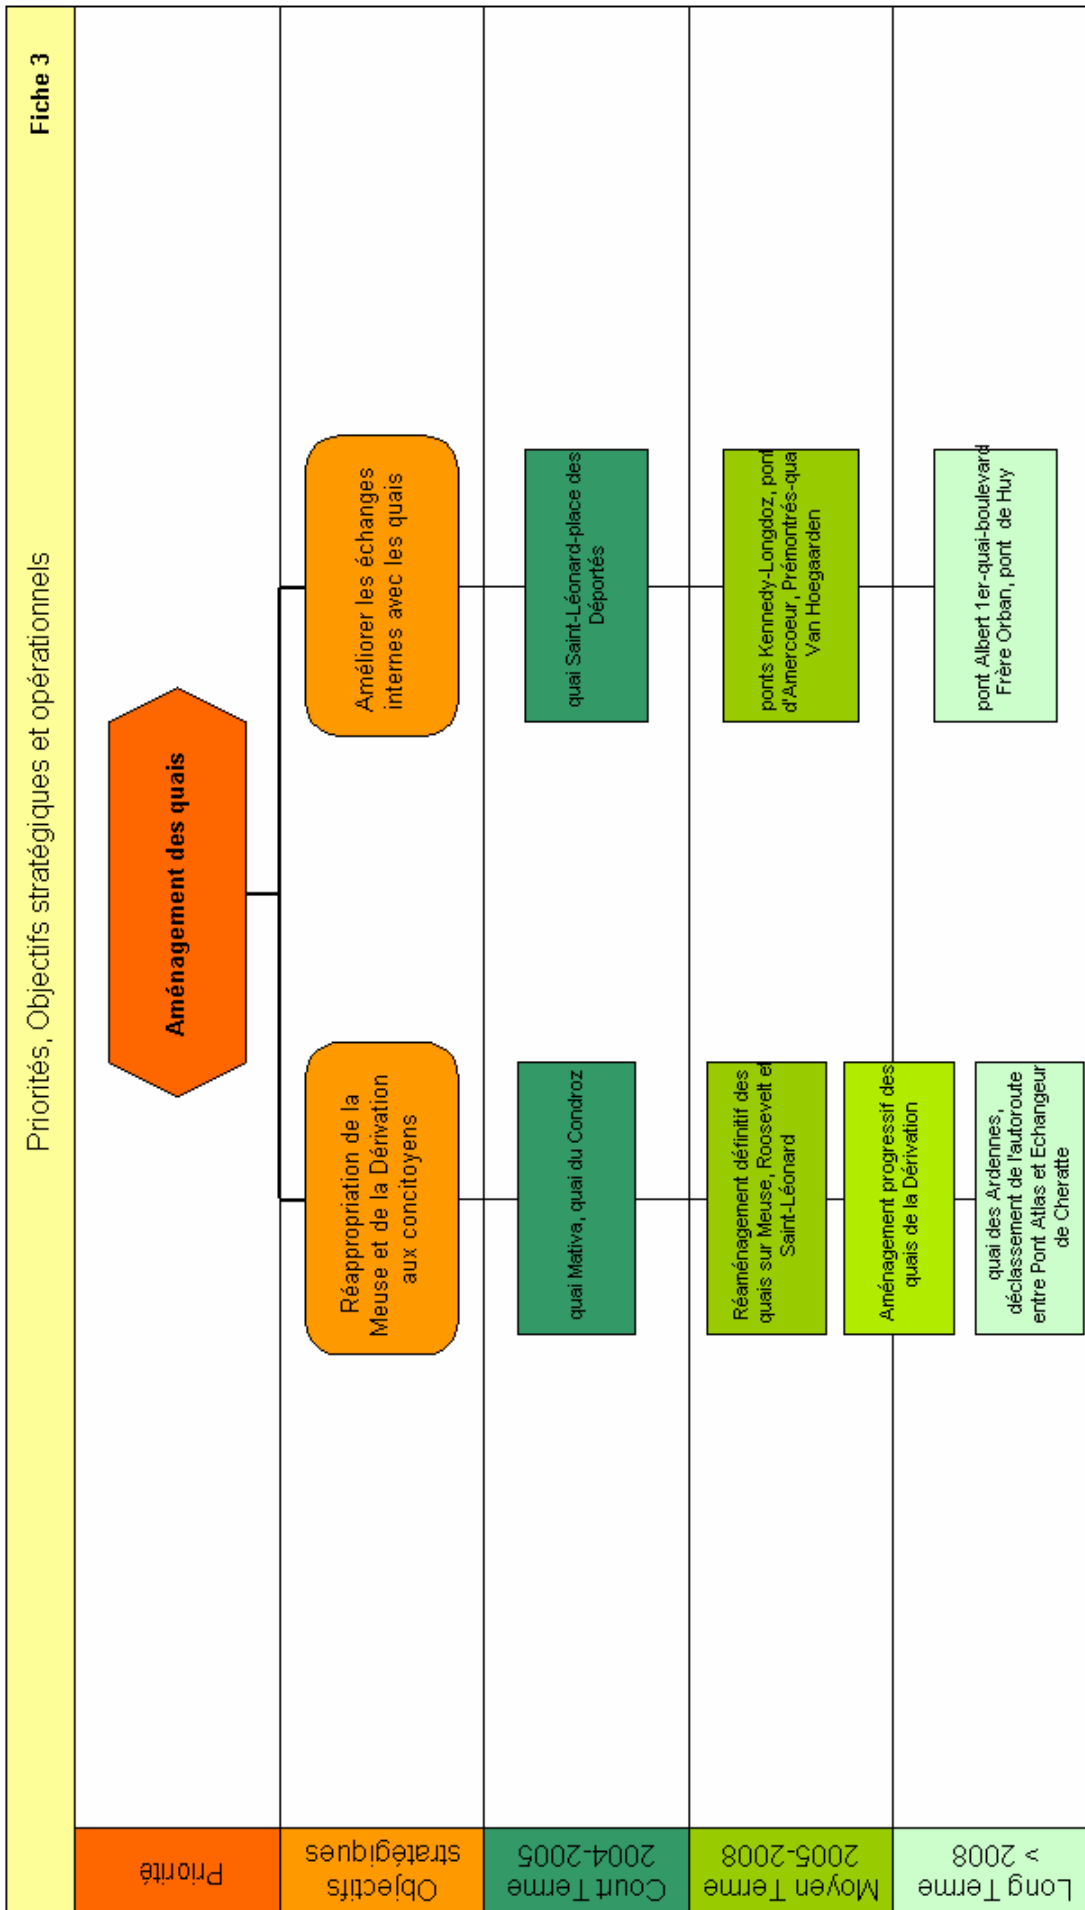 Priorités, Objectifs stratégiques et opérationnels
Fiche 3
Priorité
Aménagement des quais
Objectifs
stratégiques
Réappropriation de la
Meuse et de la Dérivation
aux concitoyens
Améliorer les échanges
internes avec les quais
Court Terme
2004-2005
quai Mativa, quai du Condroz
quai Saint-Léonard-place des
Déportés
Moyen Terme
2005-2008
Réaménagement définitif des
quais sur Meuse, Roosevelt et
Saint-Léonard
Aménagement progressif des
quais de la Dérivation
ponts Kennedy-Longdoz, pont
d'Amercoeur, Prémontrés-qua
Van Hoegaarden
Long Terme
> 2008
quai des Ardennes,
déclassement de l'autoroute
entre Pont Atlas et Echangeur
de Cheratte
pont Albert 1er-quai-boulevard
Frère Orban, pont de Huy